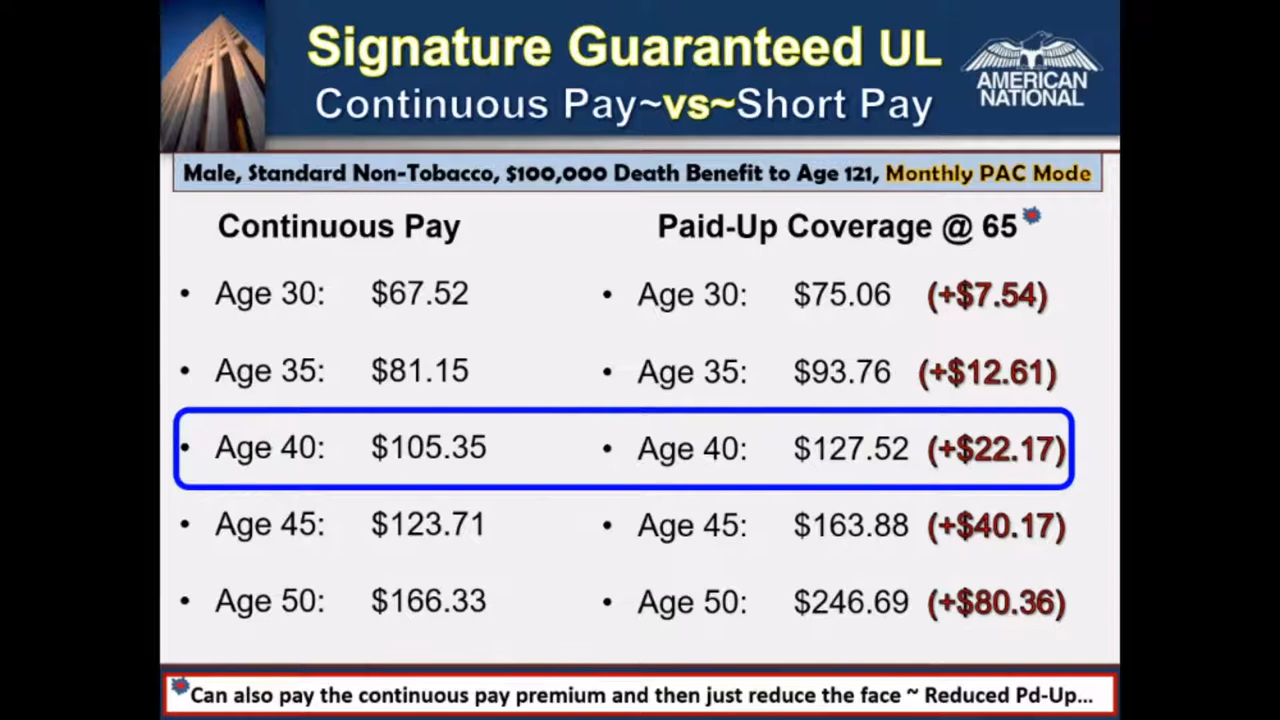 Signature Guaranteed UL
Continuous Pay~vs~Short Pay
AMERICAN
NATIONAL
Male, Standard Non-Tobacco, $100,000 Death Benefit to Age 121, Monthly PAC Mode
Continuous Pay
• Age 30: $67.52
• Age 35: $81.15
• Age 40: $105.35
• Age 45: $123.71
• Age 50: $166.33
Paid-Up Coverage @ 65
• Age 30: $75.06 (+$7.54)
• Age 35: $93.76 (+$12.61)
• Age 40: $127.52 (+$22.17)
• Age 45: $163.88 (+$40.17)
• Age 50: $246.69 (+$80.36)
Can also pay the continuous pay premium and then just reduce the face ~ Reduced Pd-Up...